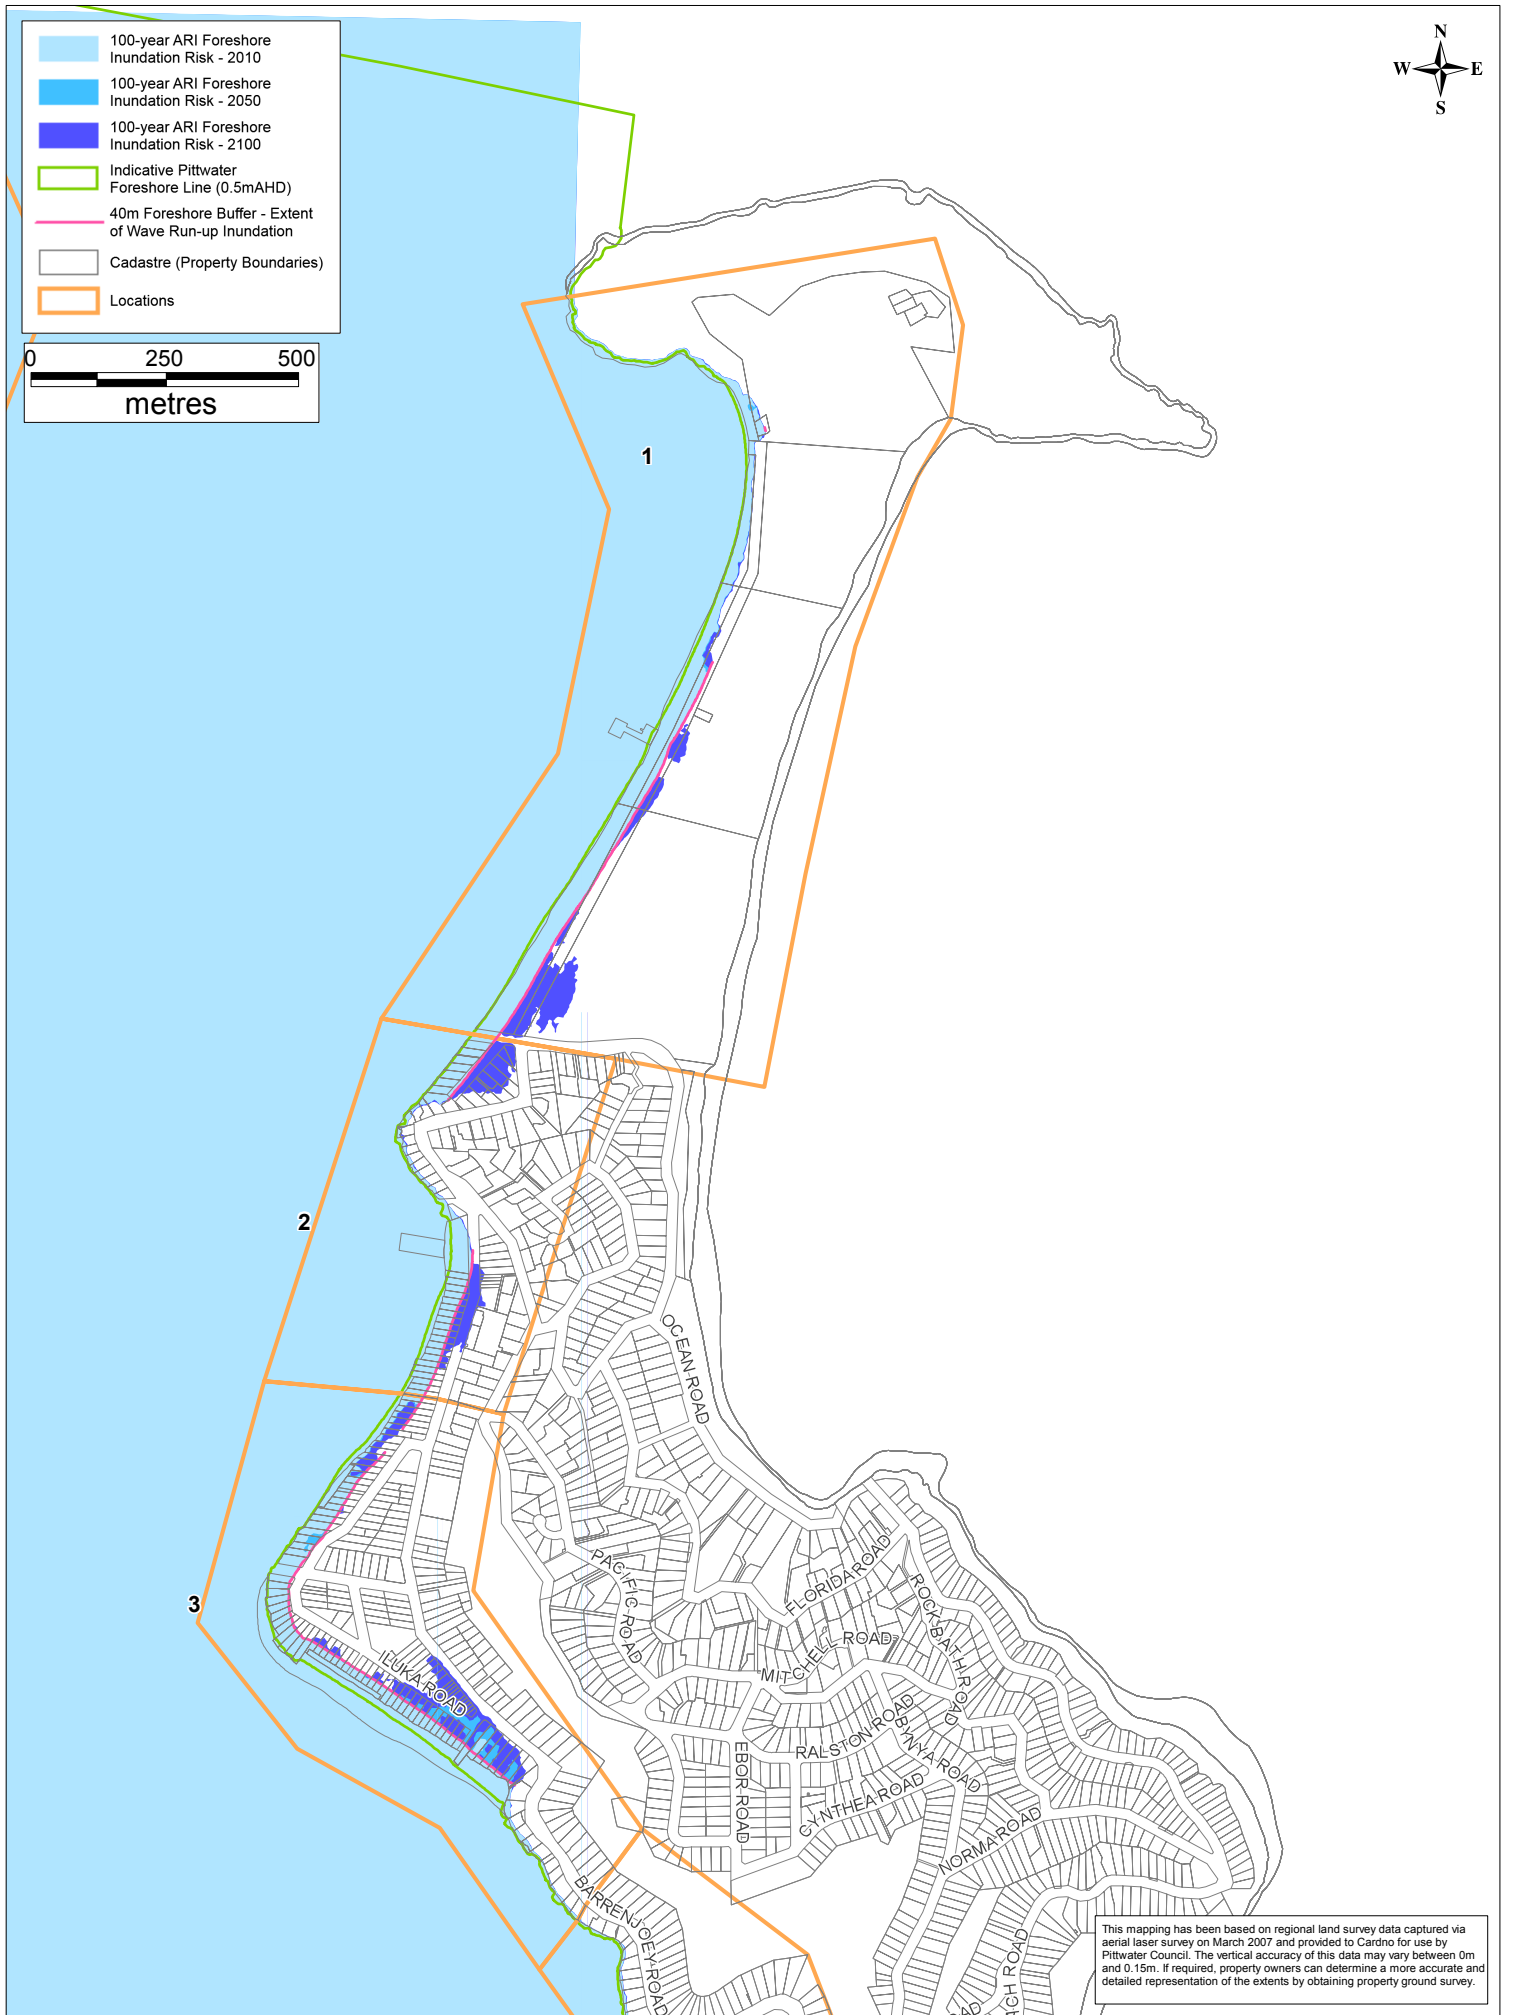 100-year ARI Foreshore
Inundation Risk - 2010
100-year ARI Foreshore
Inundation Risk - 2050
100-year ARI Foreshore
Inundation Risk - 2100
Indicative Pittwater
Foreshore Line (0.5mAHD)
40m Foreshore Buffer - Extent
of Wave Run-up Inundation
Cadastre (Property Boundaries)
Locations
0 250 500
metres
N
W E
S
1
2
3
OCEAN ROAD
PACIFIC ROAD
FLORIDA ROAD
ROCK BATH ROAD
MITCHELL ROAD
ILUKA ROAD
RALSTON ROAD
BYNYA ROAD
EBOR ROAD
CYNTHEA ROAD
NORMA ROAD
BARRENJOEY ROAD
This mapping has been based on regional land survey data captured via
aerial laser survey on March 2007 and provided to Cardno for use by
Pittwater Council. The vertical accuracy of this data may vary between 0m
and 0.15m. If required, property owners can determine a more accurate and
detailed representation of the extents by obtaining property ground survey.